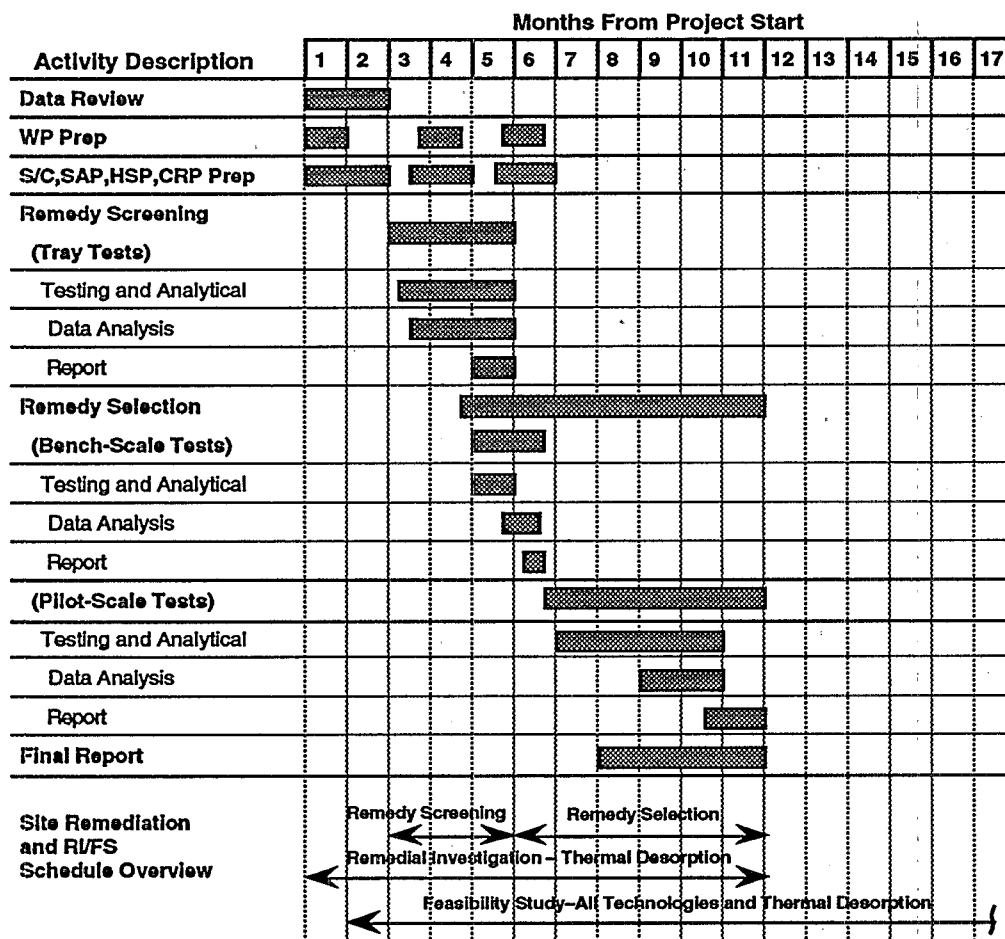 Months From Project Start
Activity Description 1 2 3 4 5 6 7 8 9 10 11 12 13 14 15 16 17
Data Review
WP Prep
S/C,SAP,HSP,CRP Prep
Remedy Screening
(Tray Tests)
Testing and Analytical
Data Analysis
Report
Remedy Selection
(Bench-Scale Tests)
Testing and Analytical
Data Analysis
Report
(Pilot-Scale Tests)
Testing and Analytical
Data Analysis
Report
Final Report
Site Remediation
and RI/FS
Schedule Overview
Remedy Screening
Remedy Selection
Remedial Investigation – Thermal Desorption
Feasibility Study–All Technologies and Thermal Desorption